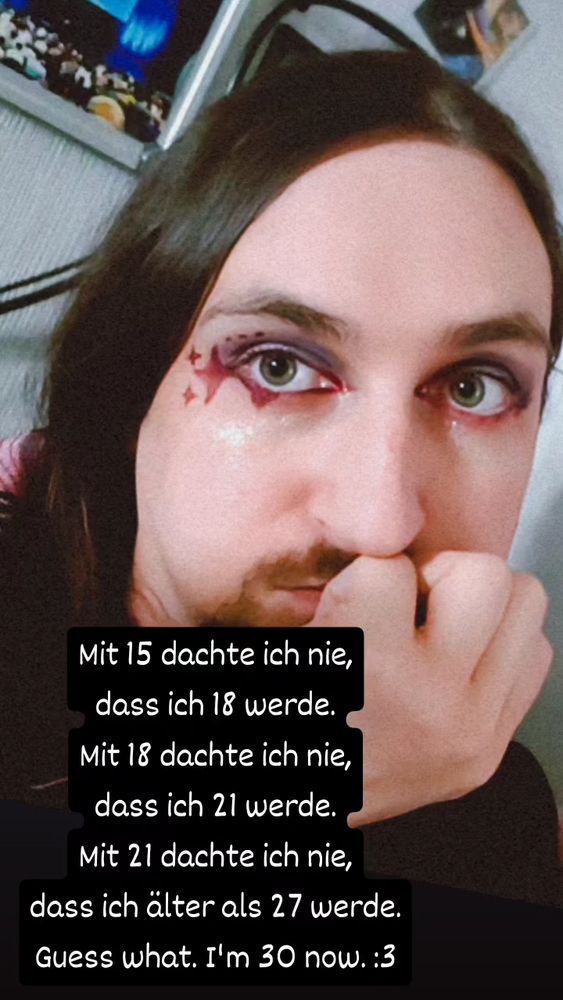 Mit 15 dachte ich nie,
dass ich 18 werde.
Mit 18 dachte ich nie,
dass ich 21 werde.
Mit 21 dachte ich nie,
dass ich älter als 27 werde.
Guess what. I'm 30 now. :3